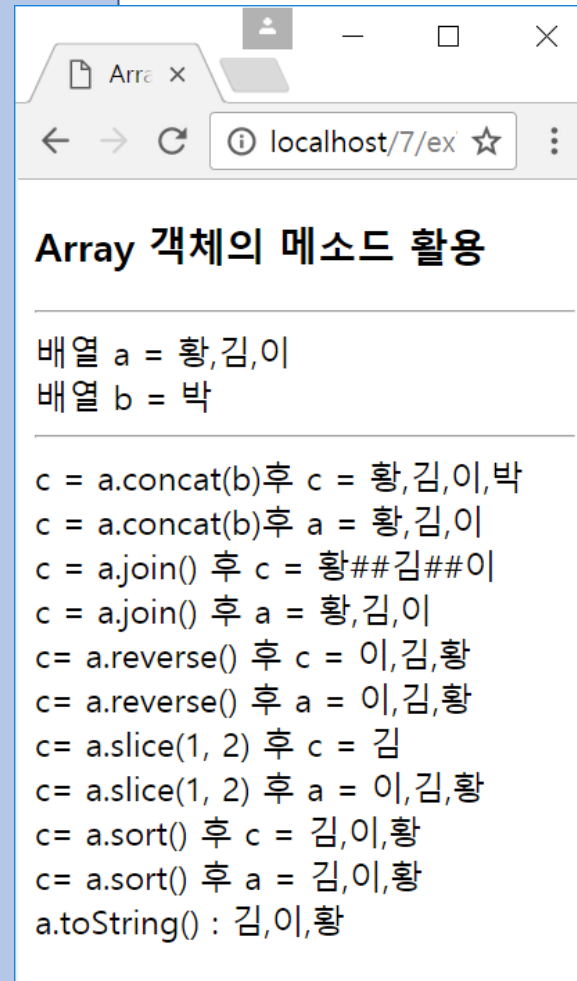 Arra
localhost/7/ex
Array 객체의 메소드 활용
배열 a = 황,김,이
배열 b = 박
c = a.concat(b)후 c = 황,김,이,박
c = a.concat(b)후 a = 황,김,이
c = a.join() 후 c = 황##김##이
c = a.join() 후 a = 황,김,이
c= a.reverse() 후 c = 이,김,황
c= a.reverse() 후 a = 이,김,황
c= a.slice(1, 2) 후 c = 김
c= a.slice(1, 2) 후 a = 이,김,황
c= a.sort() 후 c = 김,이,황
c= a.sort() 후 a = 김,이,황
a.toString() : 김,이,황